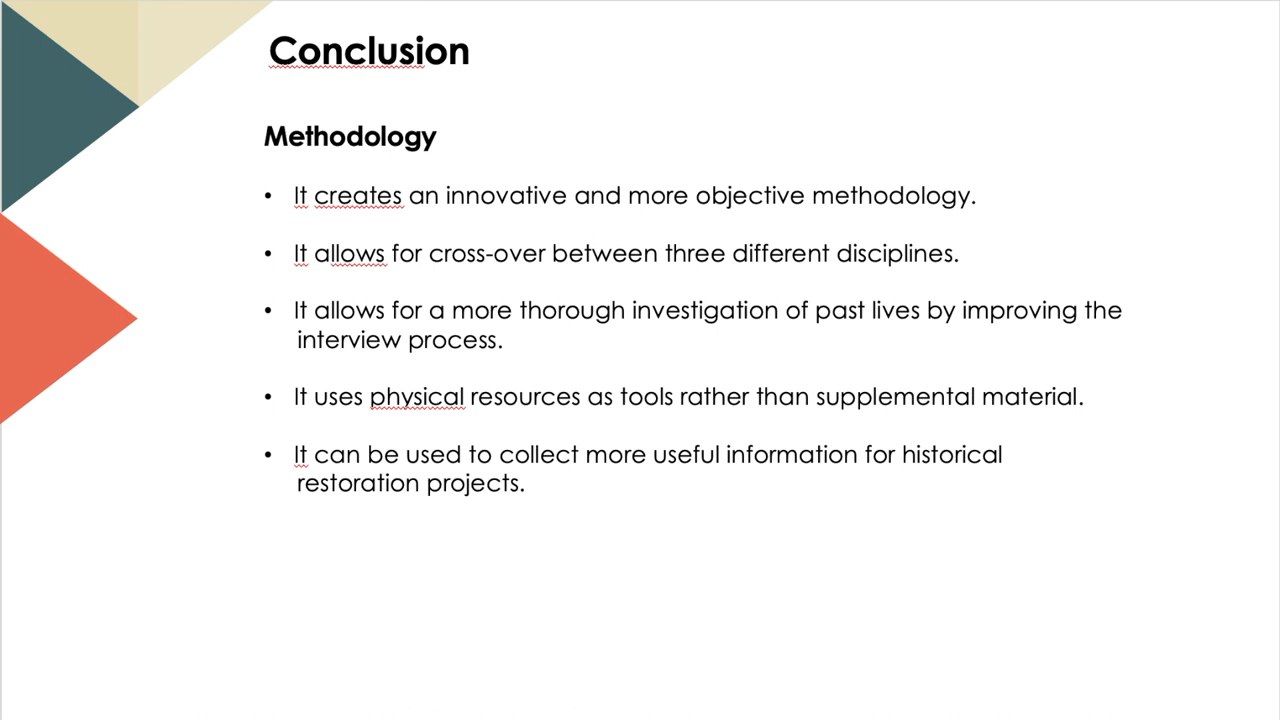 Conclusion
Methodology
• It creates an innovative and more objective methodology.
• It allows for cross-over between three different disciplines.
• It allows for a more thorough investigation of past lives by improving the
interview process.
• It uses physical resources as tools rather than supplemental material.
• It can be used to collect more useful information for historical
restoration projects.